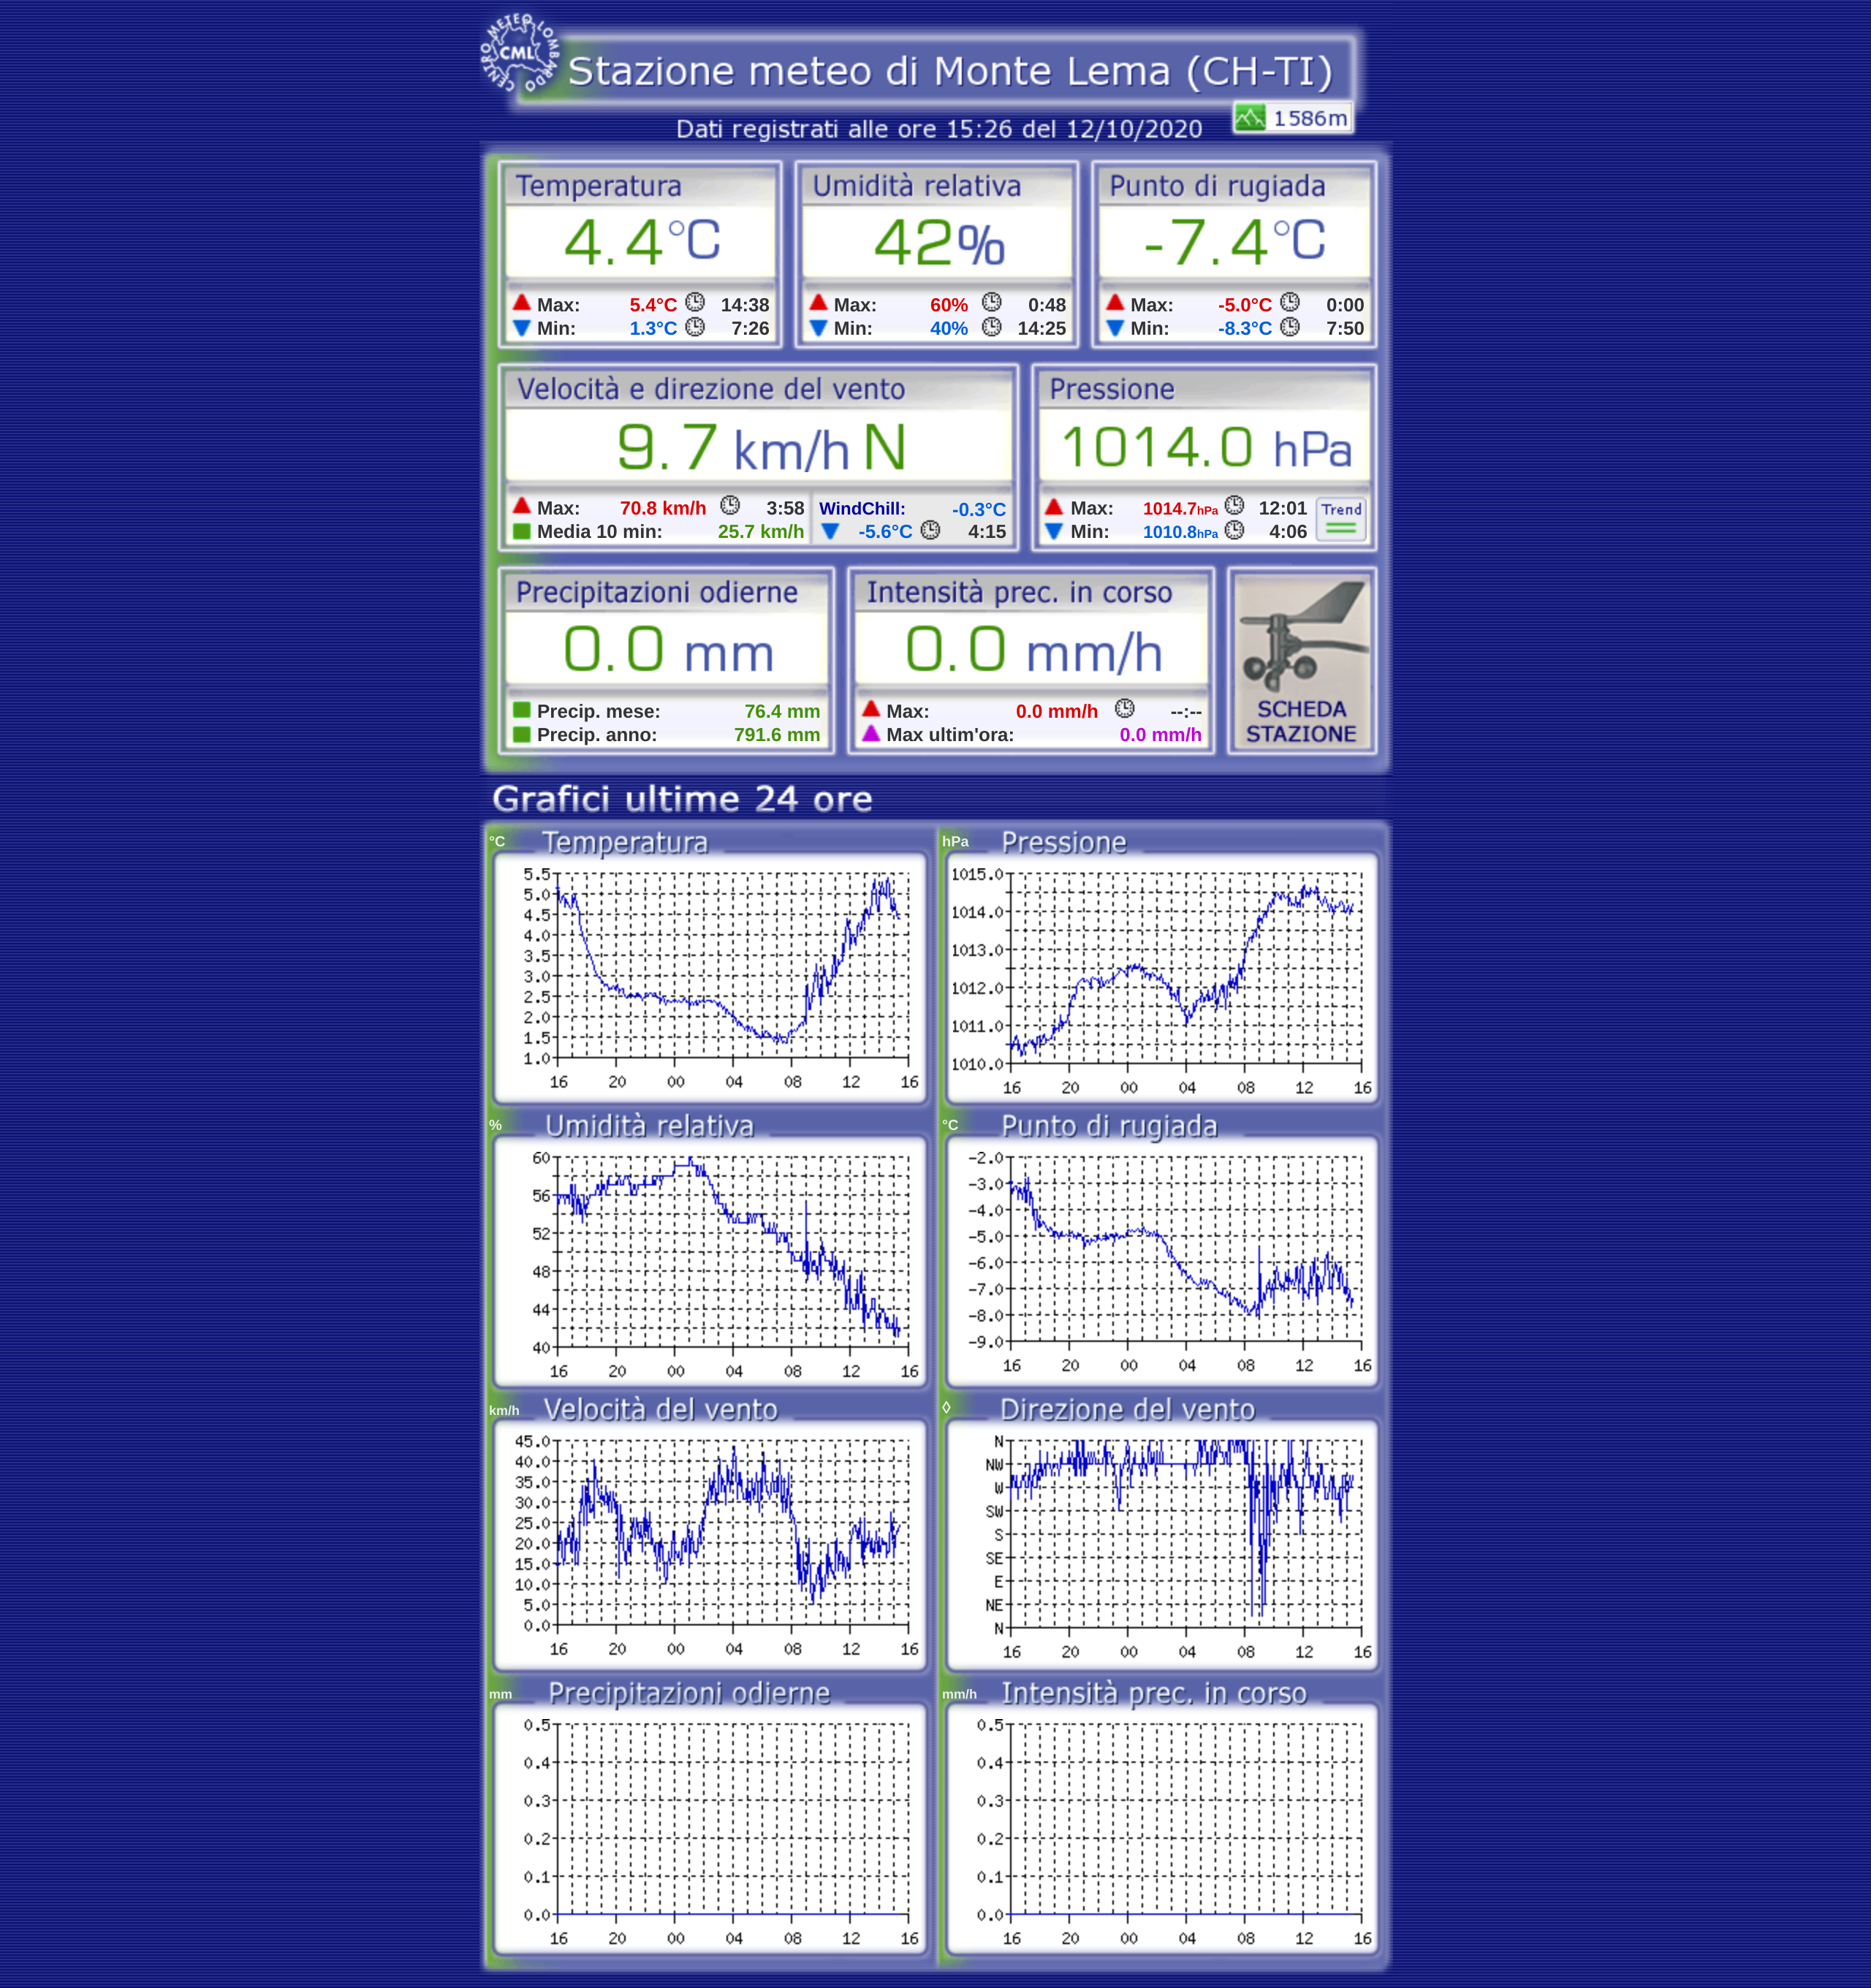 CENTRO METEO LOMBARDO
CML
Stazione meteo di Monte Lema (CH-TI)
1586m
Dati registrati alle ore 15:26 del 12/10/2020
Temperatura Umidità relativa Punto di rugiada
4.4°C 42% -7.4°C
Max: 5.4°C 14:38 Max: 60% 0:48 Max: -5.0°C 0:00
Min: 1.3°C 7:26 Min: 40% 14:25 Min: -8.3°C 7:50
Velocità e direzione del vento Pressione
9.7 km/h N 1014.0 hPa
Max: 70.8 km/h 3:58 WindChill: -0.3°C Max: 1014.7hPa 12:01 Trend
Media 10 min: 25.7 km/h -5.6°C 4:15 Min: 1010.8hPa 4:06
Precipitazioni odierne Intensità prec. in corso
0.0 mm 0.0 mm/h
Precip. mese: 76.4 mm Max: 0.0 mm/h --:-- SCHEDA
Precip. anno: 791.6 mm Max ultim'ora: 0.0 mm/h STAZIONE
Grafici ultime 24 ore
°C Temperatura
5.5
5.0
4.5
4.0
3.5
3.0
2.5
2.0
1.5
1.0
16 20 00 04 08 12 16
hPa Pressione
1015.0
1014.0
1013.0
1012.0
1011.0
1010.0
16 20 00 04 08 12 16
% Umidità relativa
60
56
52
48
44
40
16 20 00 04 08 12 16
°C Punto di rugiada
-2.0
-3.0
-4.0
-5.0
-6.0
-7.0
-8.0
-9.0
16 20 00 04 08 12 16
km/h Velocità del vento
45.0
40.0
35.0
30.0
25.0
20.0
15.0
10.0
5.0
0.0
16 20 00 04 08 12 16
◊ Direzione del vento
N
NW
W
SW
S
SE
E
NE
N
16 20 00 04 08 12 16
mm Precipitazioni odierne
0.5
0.4
0.3
0.2
0.1
0.0
16 20 00 04 08 12 16
mm/h Intensità prec. in corso
0.5
0.4
0.3
0.2
0.1
0.0
16 20 00 04 08 12 16